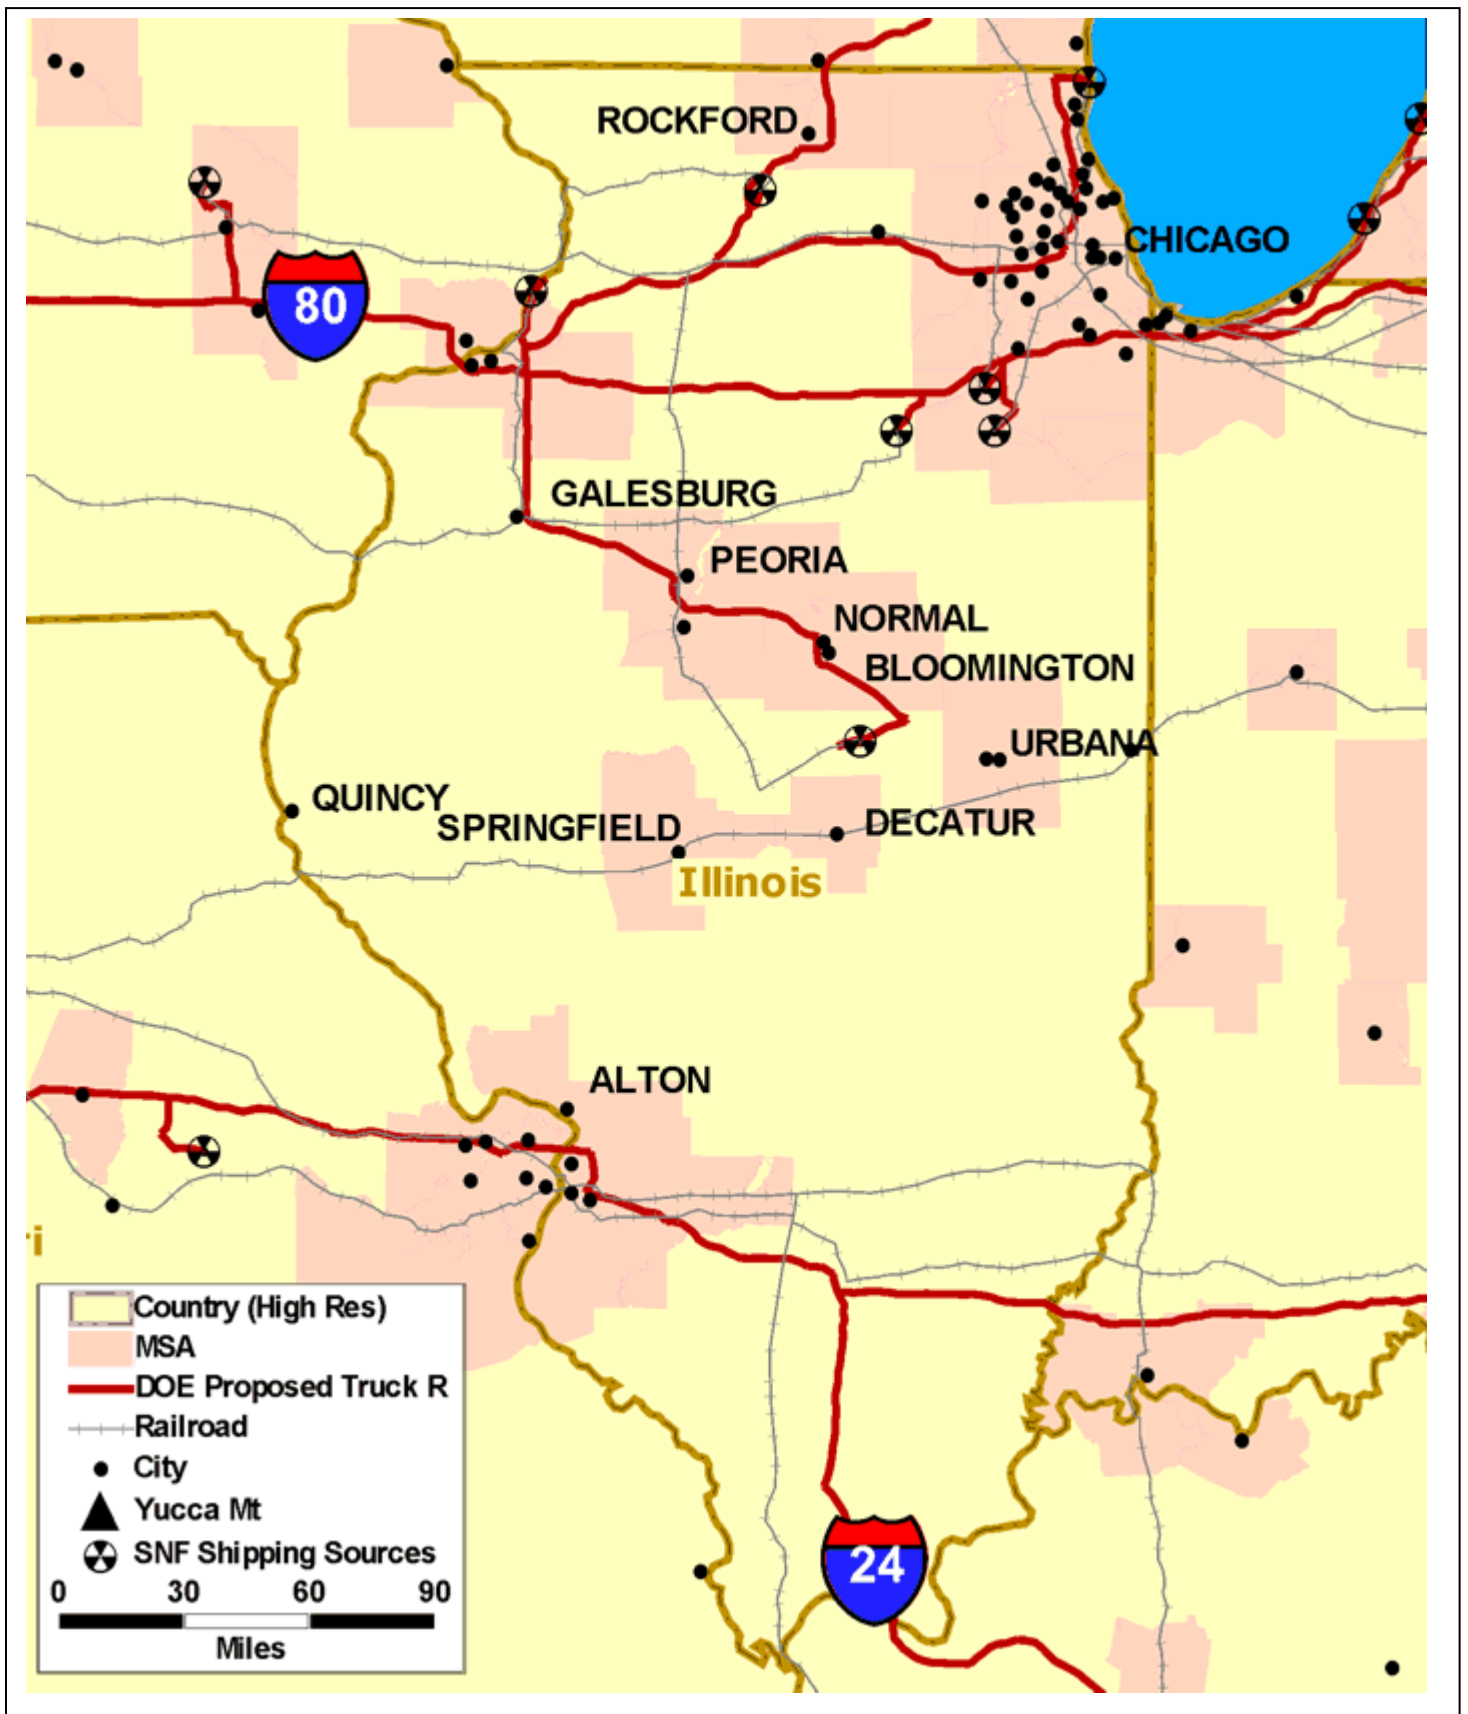 ROCKFORD
CHICAGO
80
GALESBURG
PEORIA
NORMAL
BLOOMINGTON
URBANA
QUINCY
SPRINGFIELD
DECATUR
Illinois
ALTON
ri
Country (High Res)
MSA
DOE Proposed Truck R
Railroad
City
Yucca Mt
SNF Shipping Sources
0 30 60 90
Miles
24